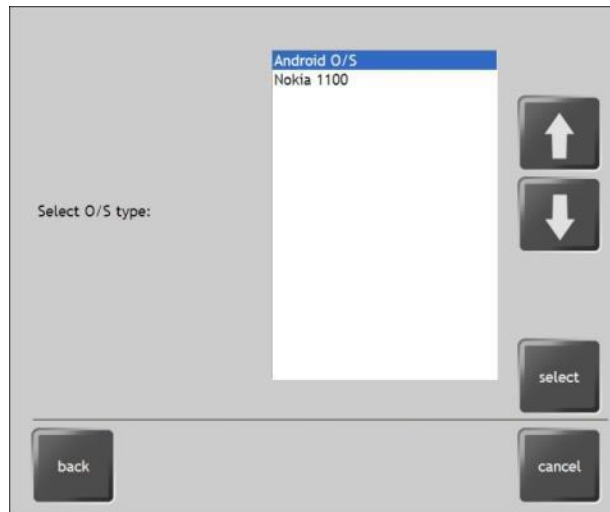 Android O/S
Nokia 1100
Select O/S type:
select
back
cancel